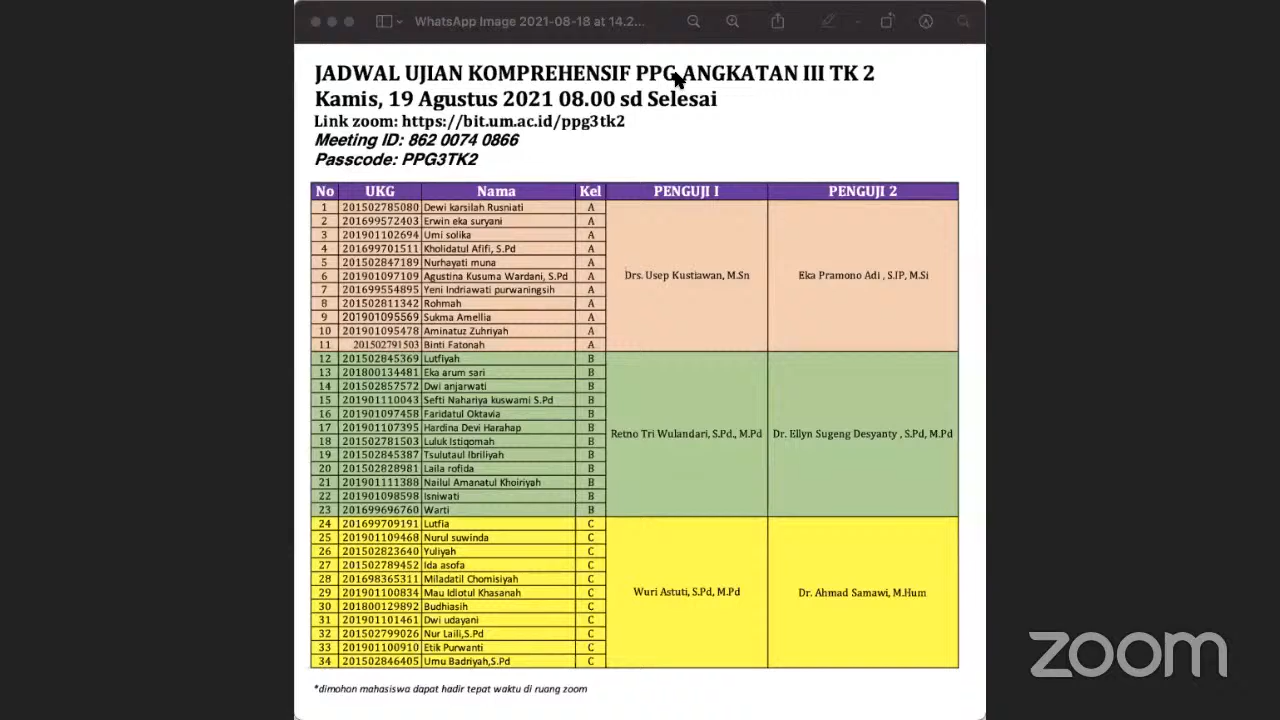 WhatsApp Image 2021-08-18 at 14.2...
JADWAL UJIAN KOMPREHENSIF PPG ANGKATAN III TK 2
Kamis, 19 Agustus 2021 08.00 sd Selesai
Link zoom: https://bit.um.ac.id/ppg3tk2
Meeting ID: 862 0074 0866
Passcode: PPG3TK2
No UKG Nama Kel PENGUJI I PENGUJI 2
1 201502785080 Dewi karsilah Rusniati A
2 201699572403 Erwin eka suryani A
3 201901102694 Umi solika A
4 201699701511 Kholidatul Afifi, S.Pd A
5 201502847189 Nurhayati muna A
6 201901097109 Agustina Kusuma Wardani, S.Pd A Drs. Usep Kustiawan, M.Sn Eka Pramono Adi , S.IP, M.Si
7 201699554895 Yeni Indriawati purwaningsih A
8 201502811342 Rohmah A
9 201901095569 Sukma Amellia A
10 201901095478 Aminatuz Zuhriyah A
11 201502791503 Binti Fatonah A
12 201502845369 Lutfiyah B
13 201800134481 Eka arum sari B
14 201502857572 Dwi anjarwati B
15 201901110043 Sefti Nahariya kuswami S.Pd B
16 201901097458 Faridatul Oktavia B
17 201901107395 Hardina Devi Harahap B Retno Tri Wulandari, S.Pd., M.Pd Dr. Ellyn Sugeng Desyanty , S.Pd, M.Pd
18 201502781503 Luluk Istiqomah B
19 201502845387 Tsulutaul Ibriliyah B
20 201502828981 Laila rofida B
21 201901111388 Nailul Amanatul Khoiriyah B
22 201901098598 Isniwati B
23 201699696760 Warti B
24 201699709191 Lutfia C
25 201901109468 Nurul suwinda C
26 201502823640 Yuliyah C
27 201502789452 Ida asofa C
28 201698365311 Miladatil Chomisiyah C
29 201901100834 Mau Idlotul Khasanah C Wuri Astuti, S.Pd, M.Pd Dr. Ahmad Samawi, M.Hum
30 201800129892 Budhiasih C
31 201901101461 Dwi udayani C
32 201502799026 Nur Laili,S.Pd C
33 201901100910 Etik Purwanti C
34 201502846405 Umu Badriyah,S.Pd C
*dimohon mahasiswa dapat hadir tepat waktu di ruang zoom
zoom